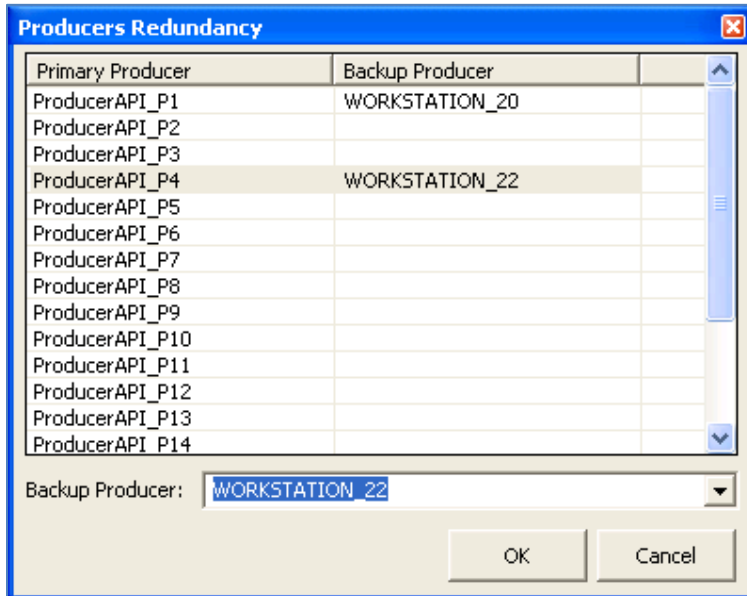 Producers Redundancy
Primary Producer Backup Producer
ProducerAPI_P1 WORKSTATION_20
ProducerAPI_P2
ProducerAPI_P3
ProducerAPI_P4 WORKSTATION_22
ProducerAPI_P5
ProducerAPI_P6
ProducerAPI_P7
ProducerAPI_P8
ProducerAPI_P9
ProducerAPI_P10
ProducerAPI_P11
ProducerAPI_P12
ProducerAPI_P13
ProducerAPI_P14
Backup Producer: WORKSTATION_22
OK Cancel